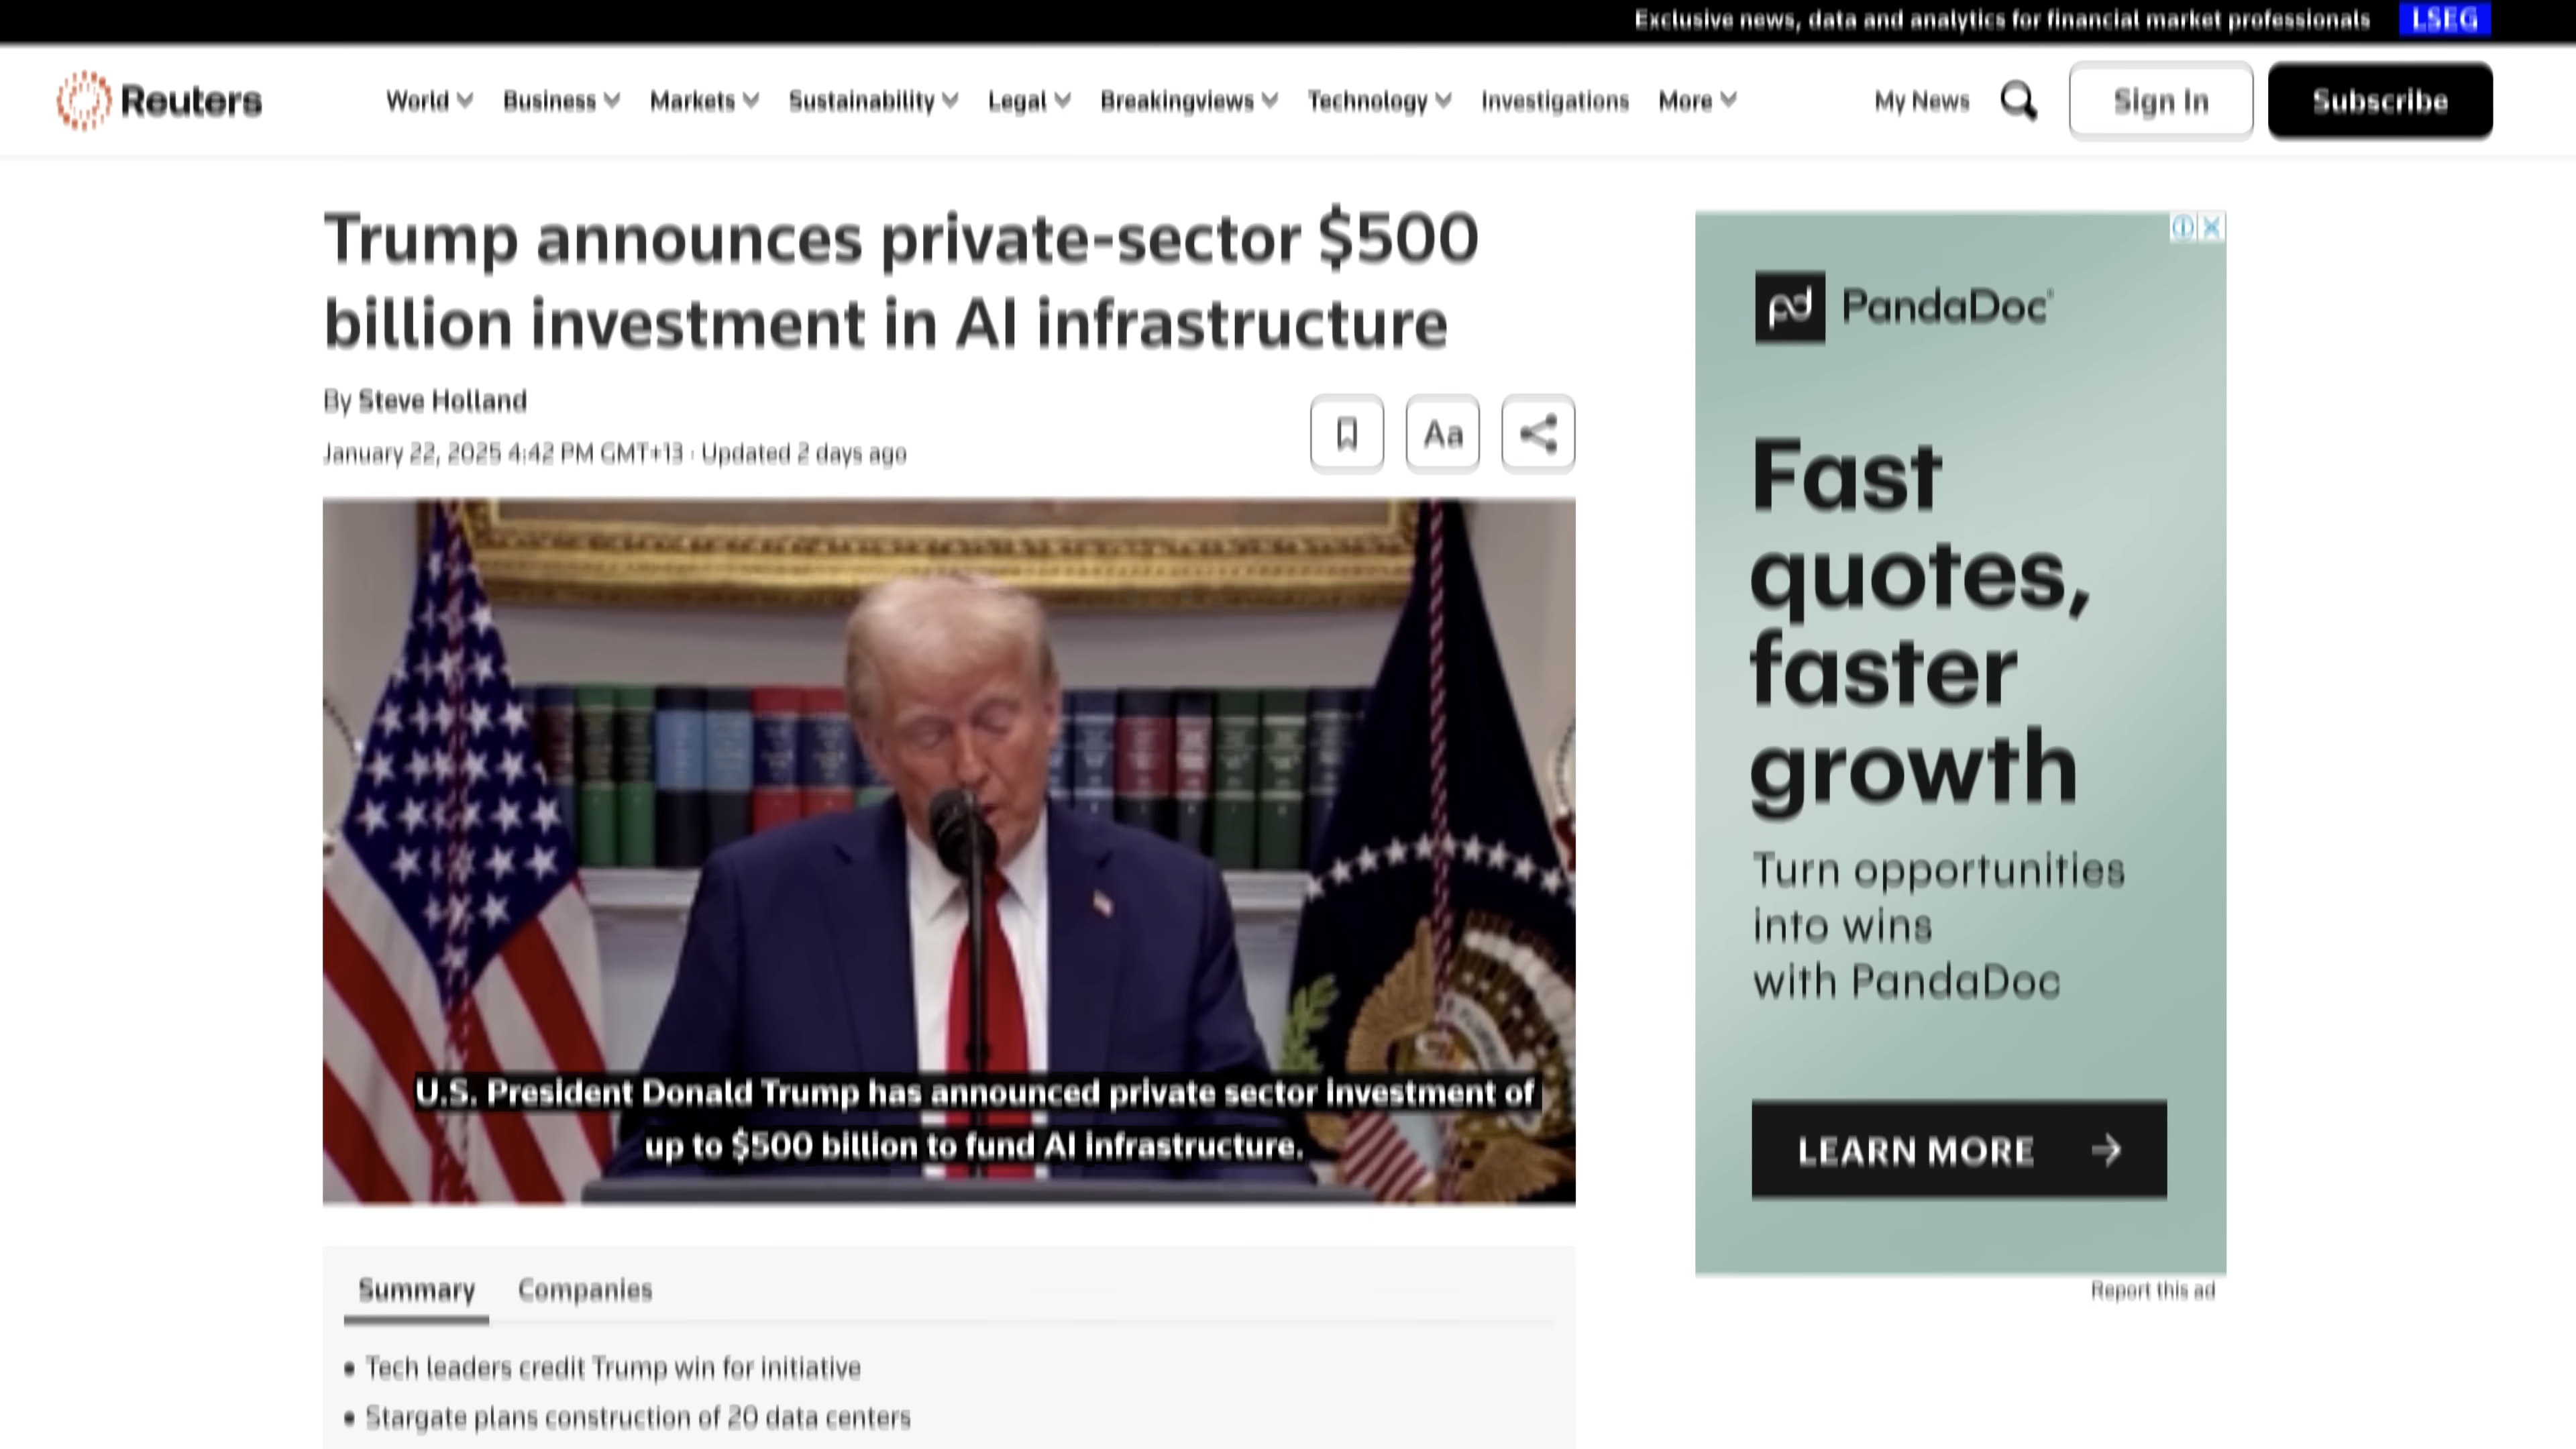 Exclusive news, data and analytics for financial market professionals LSEG
Reuters World Business Markets Sustainability Legal Breakingviews Technology Investigations More My News Sign In Subscribe
Trump announces private-sector $500
billion investment in AI infrastructure
By Steve Holland
January 22, 2025 4:42 PM GMT+13 · Updated 2 days ago
Aa
U.S. President Donald Trump has announced private sector investment of
up to $500 billion to fund AI infrastructure.
Summary Companies
Tech leaders credit Trump win for initiative
Stargate plans construction of 20 data centers
pd PandaDoc
Fast
quotes,
faster
growth
Turn opportunities
into wins
with PandaDoc
LEARN MORE
Report this ad